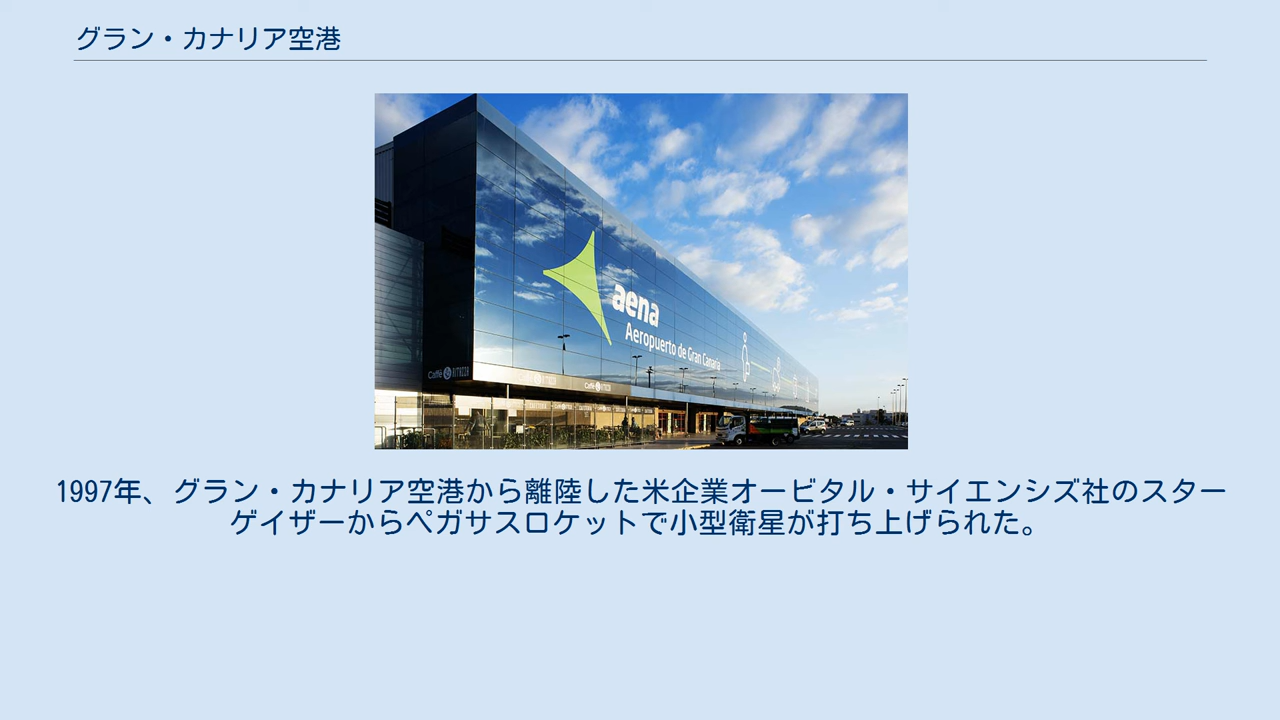 グラン・カナリア空港
aena
Aeropuerto de Gran Canaria
Caffè RITAZZA
Caffè RITAZZA
1997年、グラン・カナリア空港から離陸した米企業オービタル・サイエンシズ社のスター
ゲイザーからペガサスロケットで小型衛星が打ち上げられた。